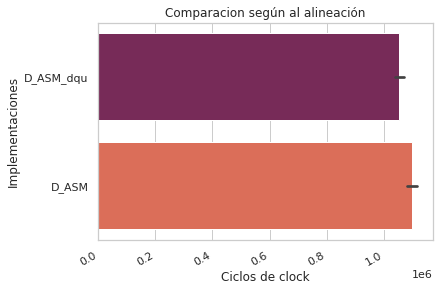 Comparacion según al alineación
Implementaciones
D_ASM_dqu
D_ASM
0.0 0.2 0.4 0.6 0.8 1.0
1e6
Ciclos de clock